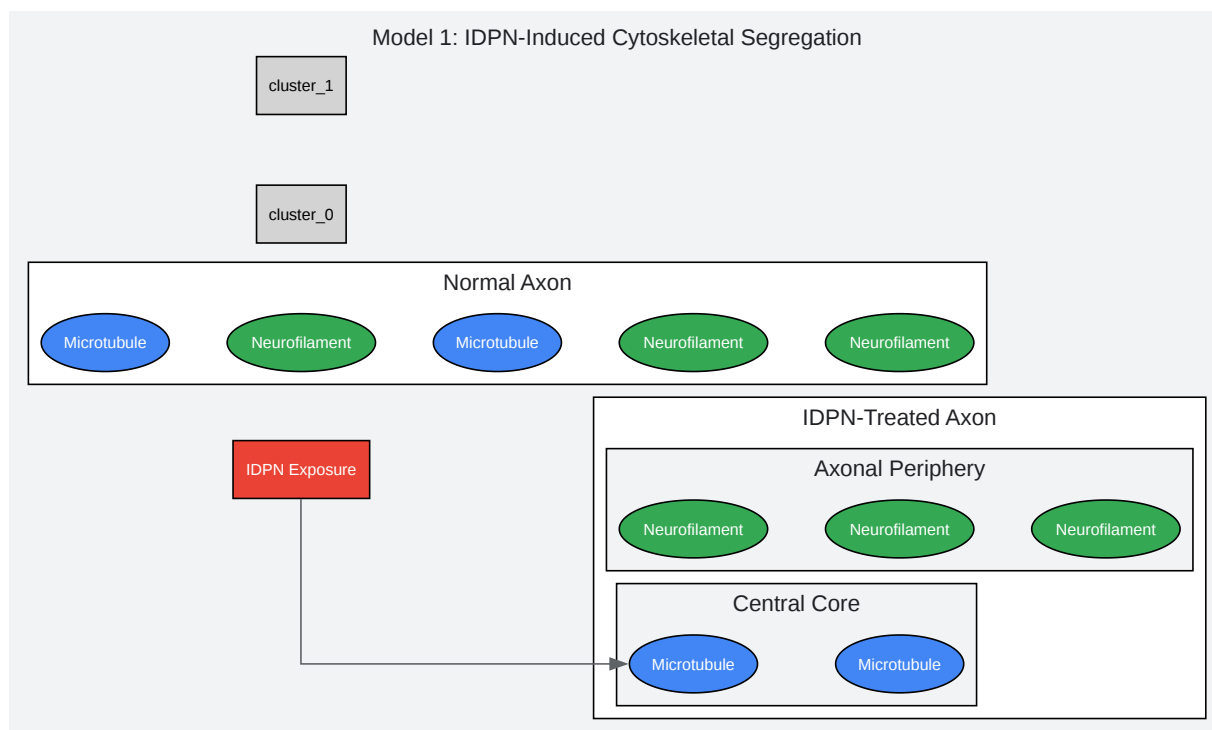 Model 1: IDPN-Induced Cytoskeletal Segregation
cluster_1
cluster_0
Normal Axon
Microtubule
Neurofilament
Microtubule
Neurofilament
Neurofilament
IDPN-Treated Axon
Axonal Periphery
IDPN Exposure
Neurofilament
Neurofilament
Neurofilament
Central Core
Microtubule
Microtubule